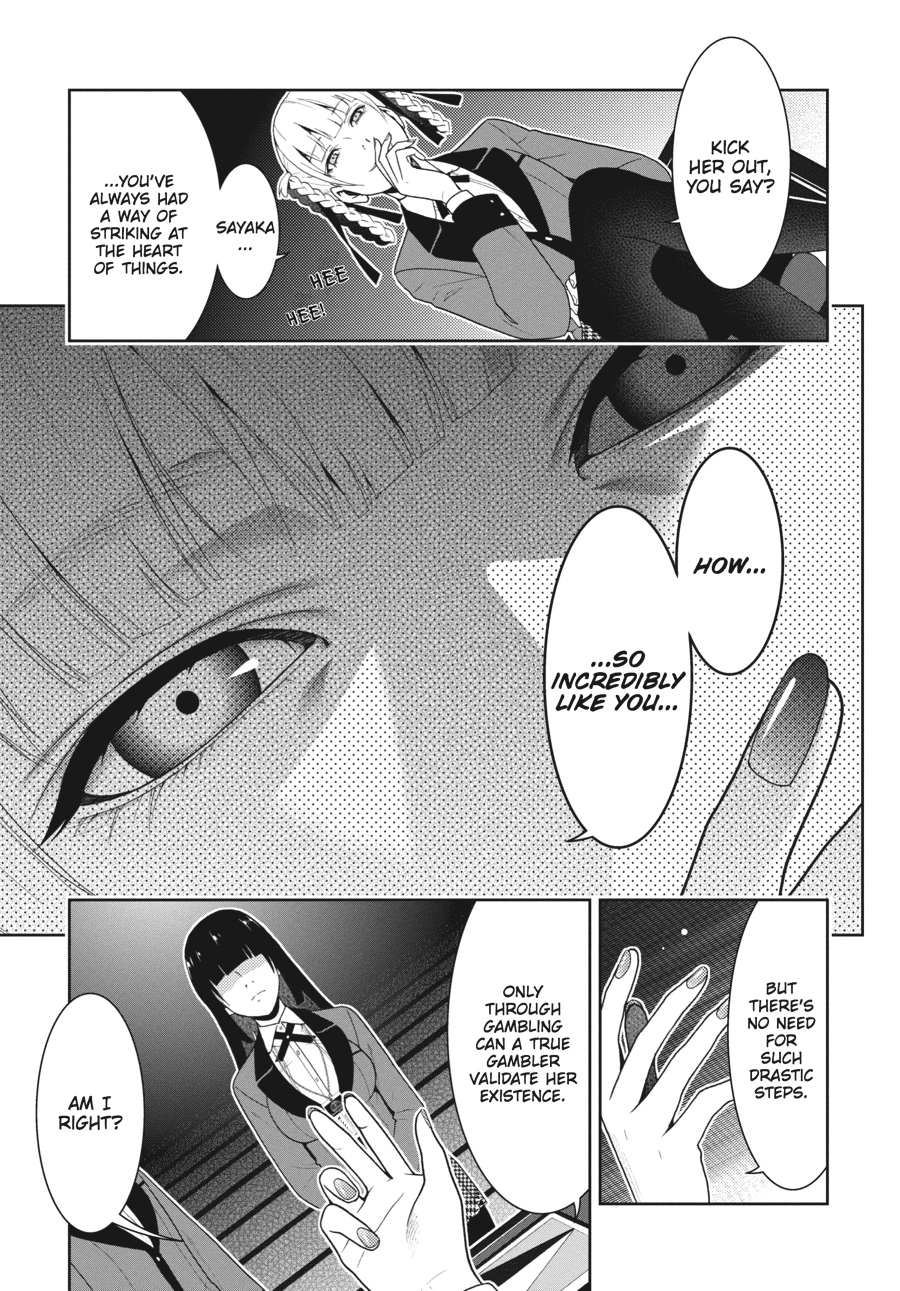 KICK
HER OUT,
YOU SAY?
SAYAKA
...
...YOU'VE
ALWAYS HAD
A WAY OF
STRIKING AT
THE HEART
OF THINGS.
HEE
HEE!
HOW...
...SO
INCREDIBLY
LIKE YOU...
BUT
THERE'S
NO NEED
FOR
SUCH
DRASTIC
STEPS.
ONLY
THROUGH
GAMBLING
CAN A TRUE
GAMBLER
VALIDATE HER
EXISTENCE.
AM I
RIGHT?